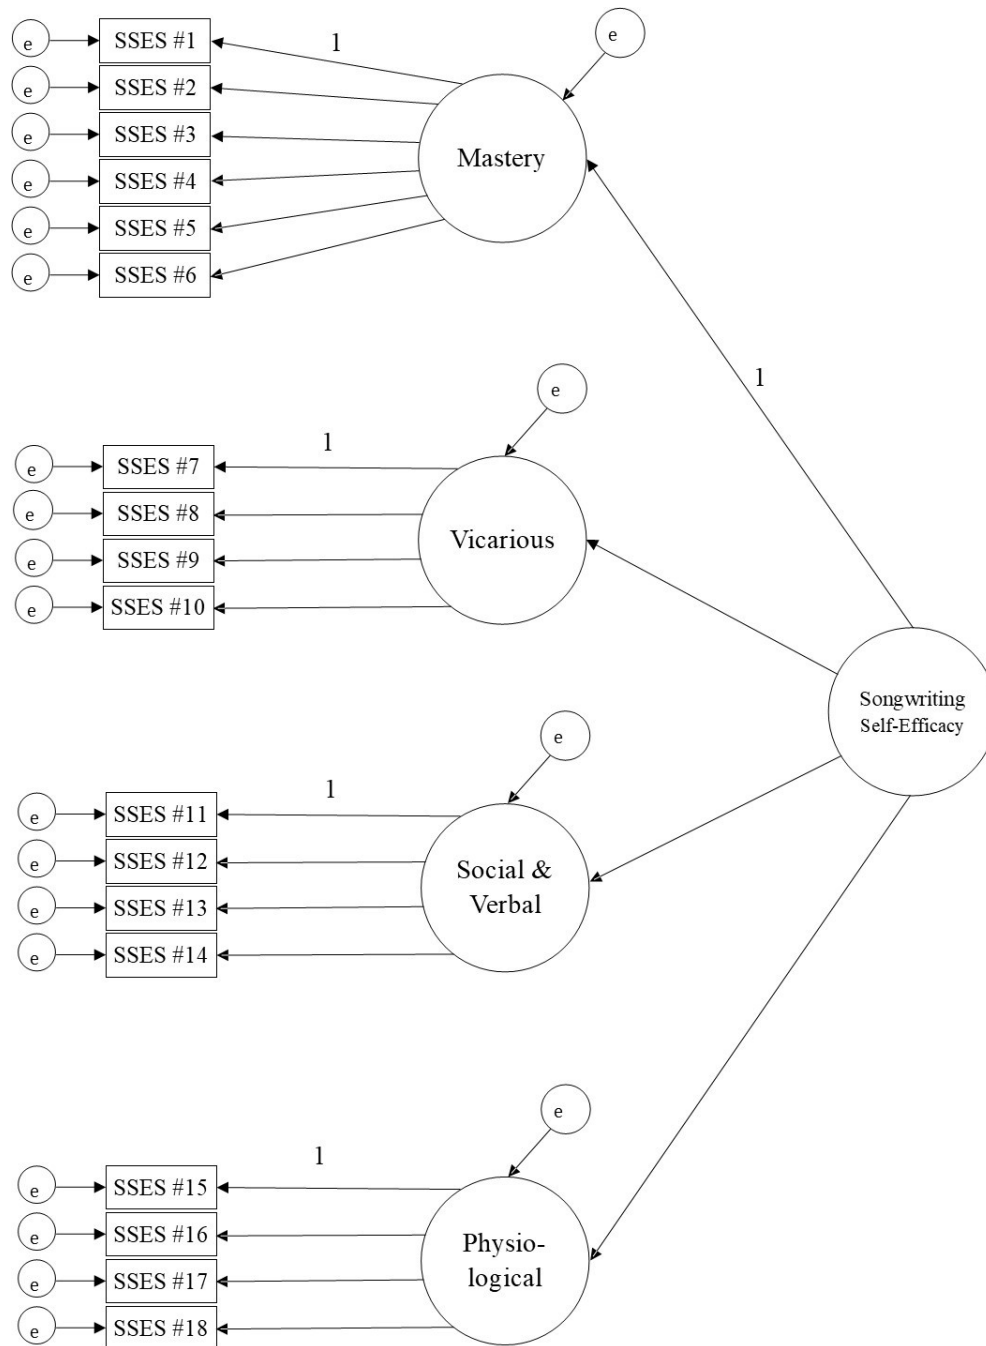 e
SSES #1
1
e
e
SSES #2
e
SSES #3
Mastery
e
SSES #4
e
SSES #5
e
SSES #6
1
e
1
e
SSES #7
e
SSES #8
Vicarious
e
SSES #9
e
SSES #10
Songwriting
Self-Efficacy
e
1
e
SSES #11
e
SSES #12
Social &
Verbal
e
SSES #13
e
SSES #14
e
1
e
SSES #15
e
SSES #16
Physio-
logical
e
SSES #17
e
SSES #18